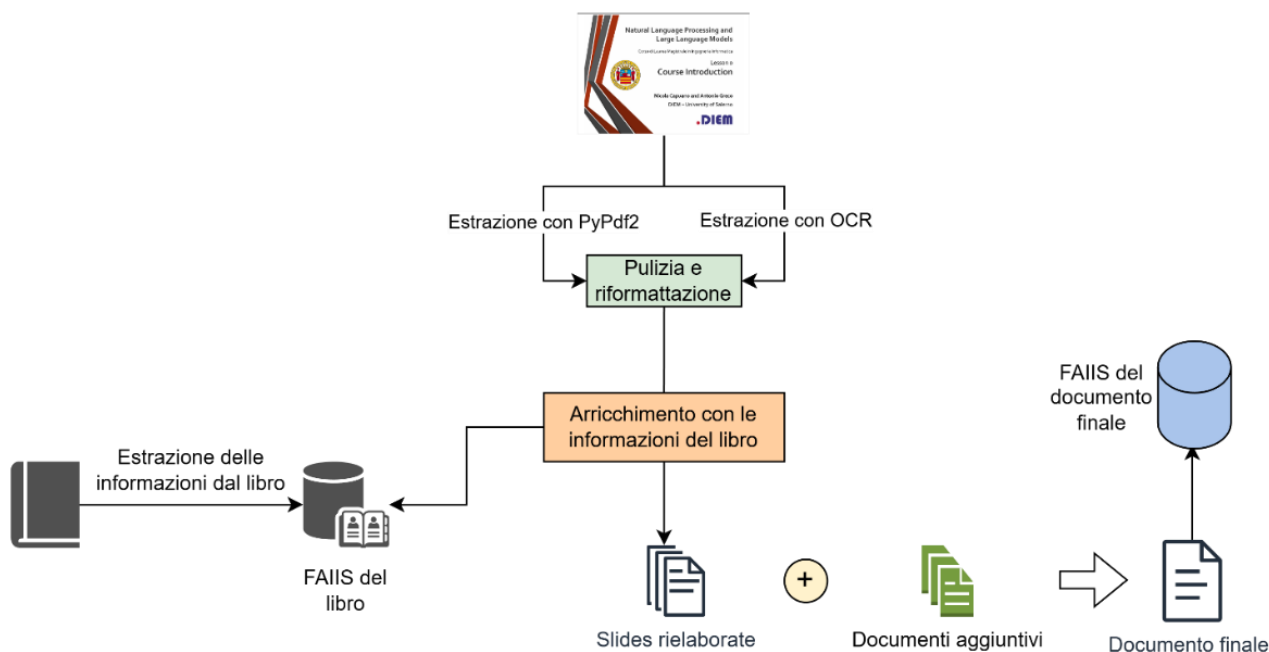 Natural Language Processing and
Large Language Models
Lesson 0
Course Introduction
Nicola Capuano and Antonio Greco
DIEM – University of Salerno
.DIEM
Estrazione con PyPdf2
Estrazione con OCR
Pulizia e
riformattazione
Arricchimento con le
informazioni del libro
Estrazione delle
informazioni dal libro
FAIIS del
libro
FAIIS del
documento
finale
Slides rielaborate
+
Documenti aggiuntivi
Documento finale